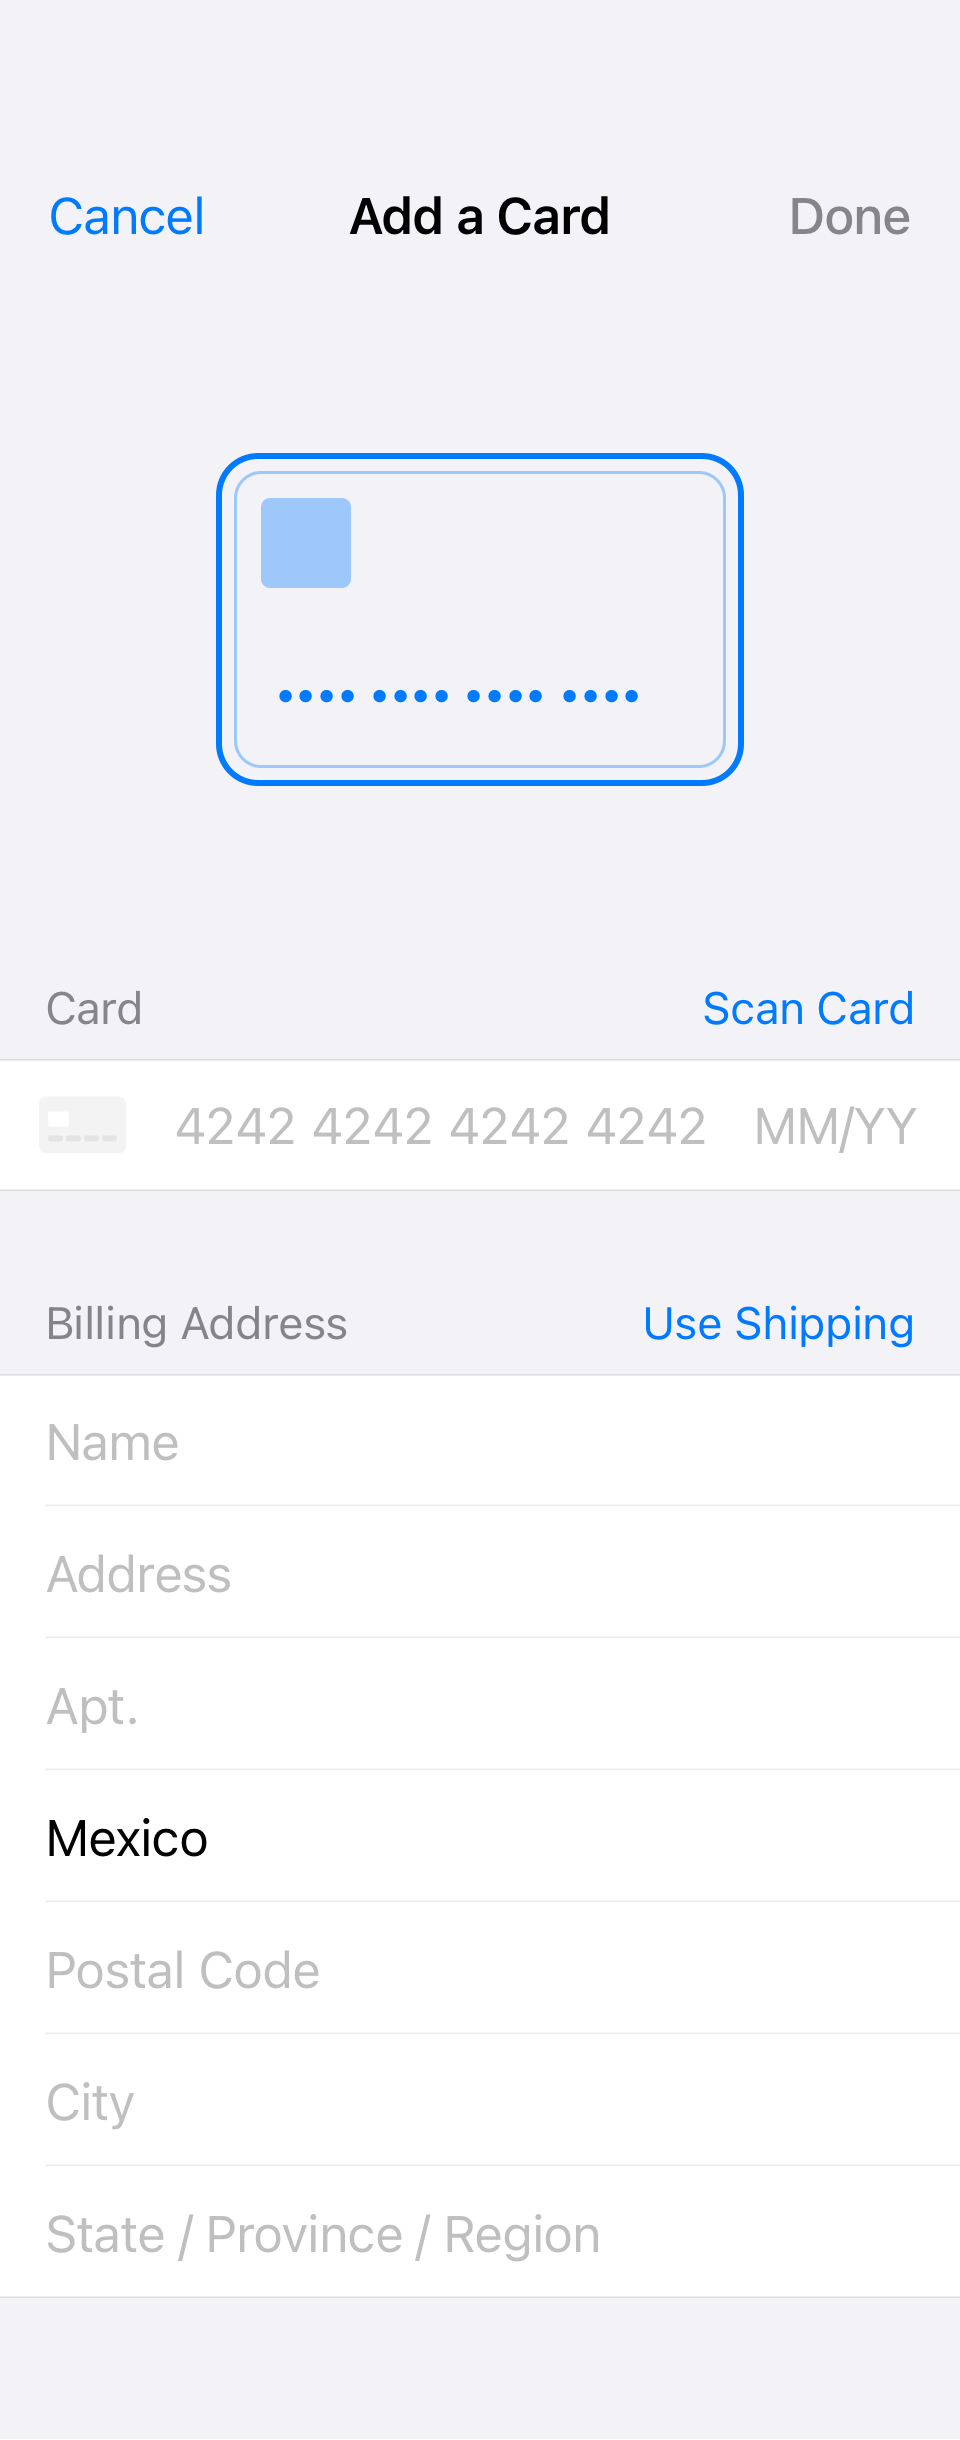 Cancel Add a Card Done
Card Scan Card
4242 4242 4242 4242 MM/YY
Billing Address Use Shipping
Name
Address
Apt.
Mexico
Postal Code
City
State / Province / Region